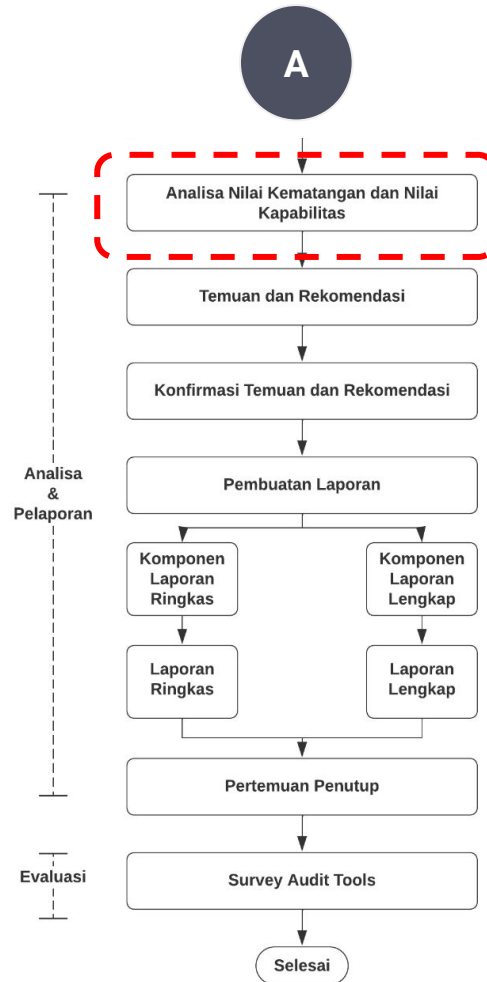 A
Analisa Nilai Kematangan dan Nilai
Kapabilitas
Temuan dan Rekomendasi
Konfirmasi Temuan dan Rekomendasi
Analisa
&
Pelaporan
Pembuatan Laporan
Komponen
Laporan
Ringkas
Komponen
Laporan
Lengkap
Laporan
Ringkas
Laporan
Lengkap
Pertemuan Penutup
Evaluasi
Survey Audit Tools
Selesai